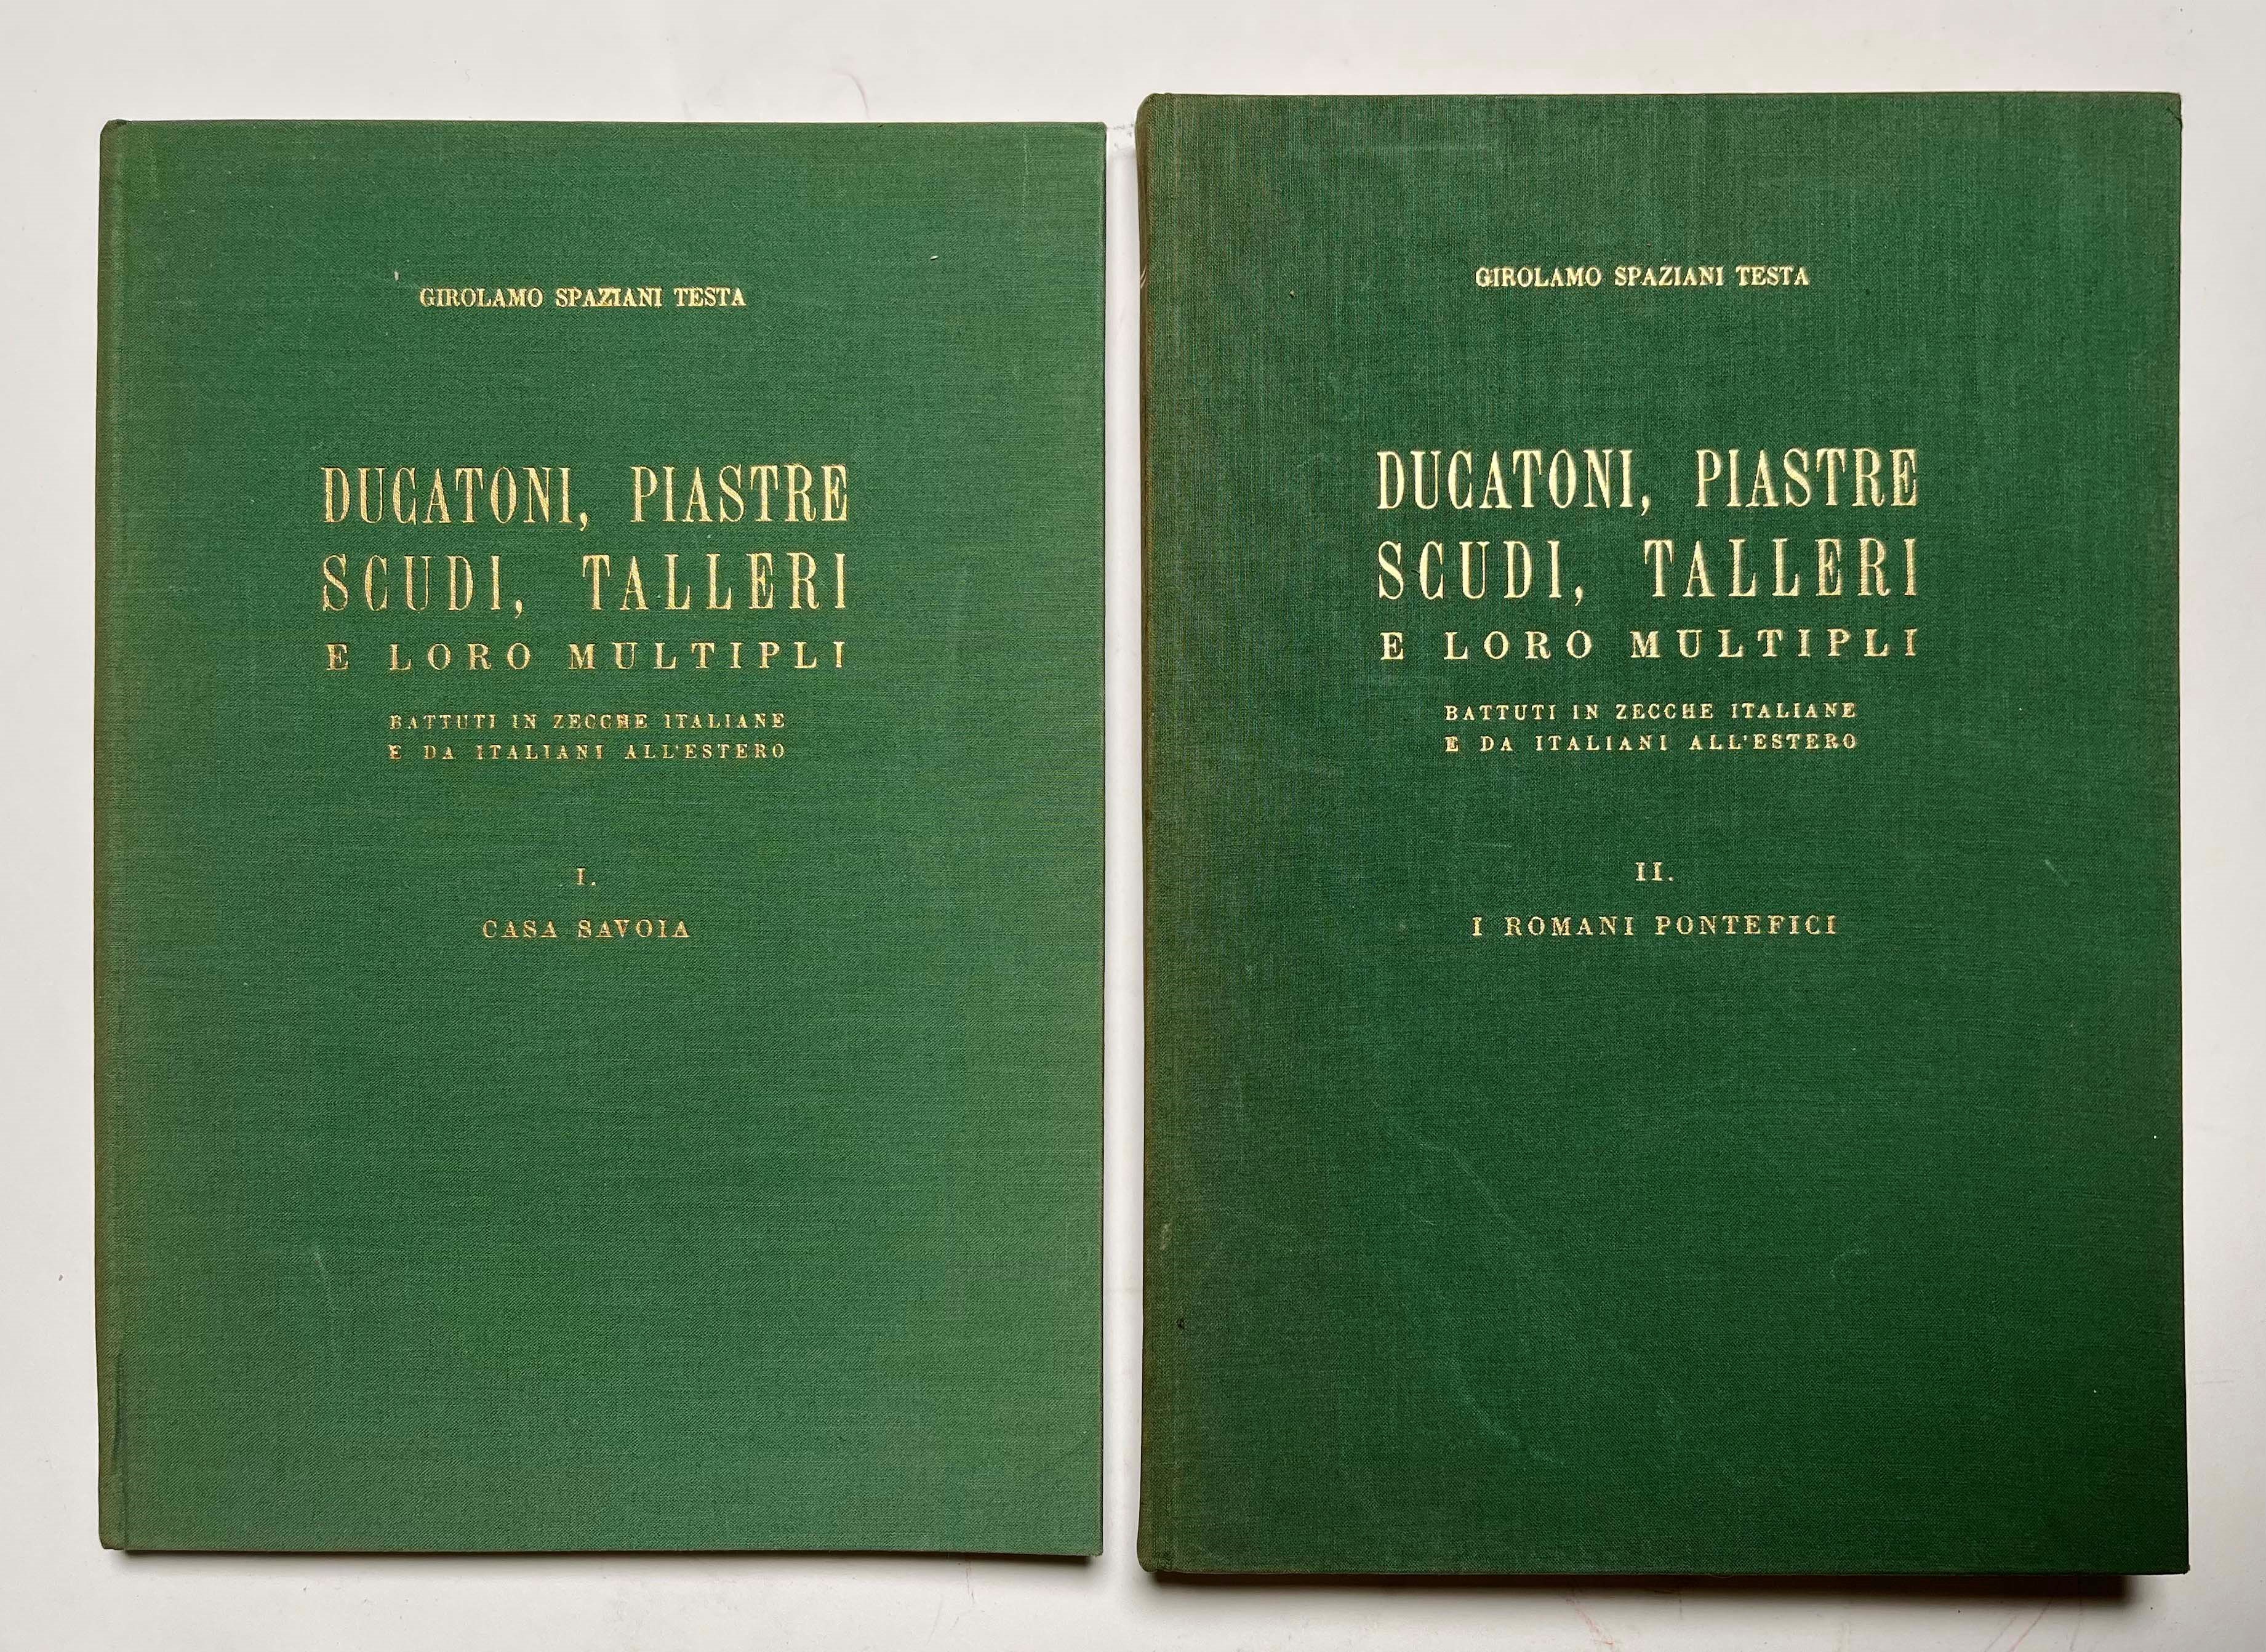 GIROLAMO SPAZIANI TESTA
DUCATONI, PIASTRE
SCUDI, TALLERI
E LORO MULTIPLI
BATTUTI IN ZECCHE ITALIANE
E DA ITALIANI ALL'ESTERO
I.
CASA SAVOIA
GIROLAMO SPAZIANI TESTA
DUCATONI, PIASTRE
SCUDI, TALLERI
E LORO MULTIPLI
BATTUTI IN ZECCHE ITALIANE
E DA ITALIANI ALL'ESTERO
II.
I ROMANI PONTEFICI